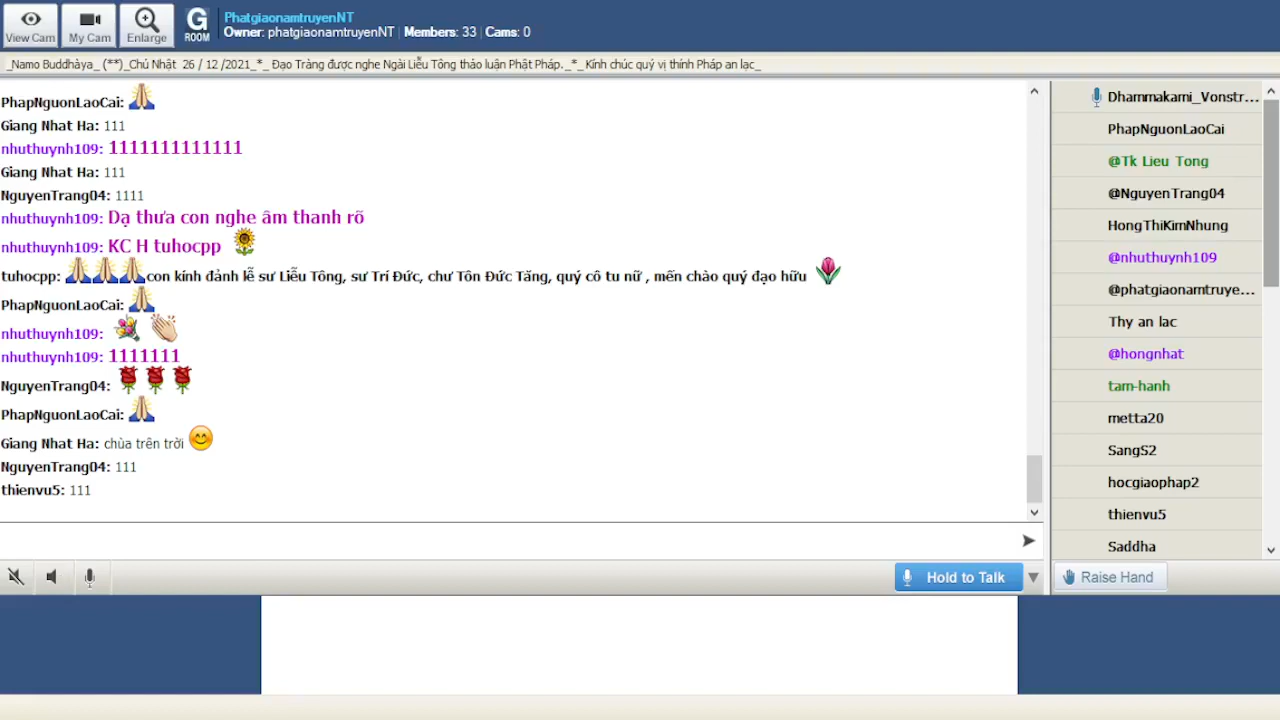 View Cam
My Cam
Enlarge
G
ROOM
PhatgiaonamtruyenNT
Owner: phatgiaonamtruyenNT | Members: 33 | Cams: 0
_Namo Buddhàya_ (**)_Chủ Nhật 26 / 12 /2021_*_ Đạo Tràng được nghe Ngài Liễu Tông thảo luận Phật Pháp._*_Kính chúc quý vị thính Pháp an lạc_
PhapNguonLaoCai:
Giang Nhat Ha: 111
nhuthuynh109: 1111111111111
Giang Nhat Ha: 111
NguyenTrang04: 1111
nhuthuynh109: Dạ thưa con nghe âm thanh rõ
nhuthuynh109: KC H tuhocpp
tuhocpp: con kính đảnh lễ sư Liễu Tông, sư Trí Đức, chư Tôn Đức Tăng, quý cô tu nữ , mến chào quý đạo hữu
PhapNguonLaoCai:
nhuthuynh109:
nhuthuynh109: 1111111
NguyenTrang04:
PhapNguonLaoCai:
Giang Nhat Ha: chùa trên trời
NguyenTrang04: 111
thienvu5: 111
Dhammakami_Vonstr...
PhapNguonLaoCai
@Tk Lieu Tong
@NguyenTrang04
HongThiKimNhung
@nhuthuynh109
@phatgiaonamtruye...
Thy an lac
@hongnhat
tam-hanh
metta20
SangS2
hocgiaophap2
thienvu5
Saddha
Hold to Talk
Raise Hand